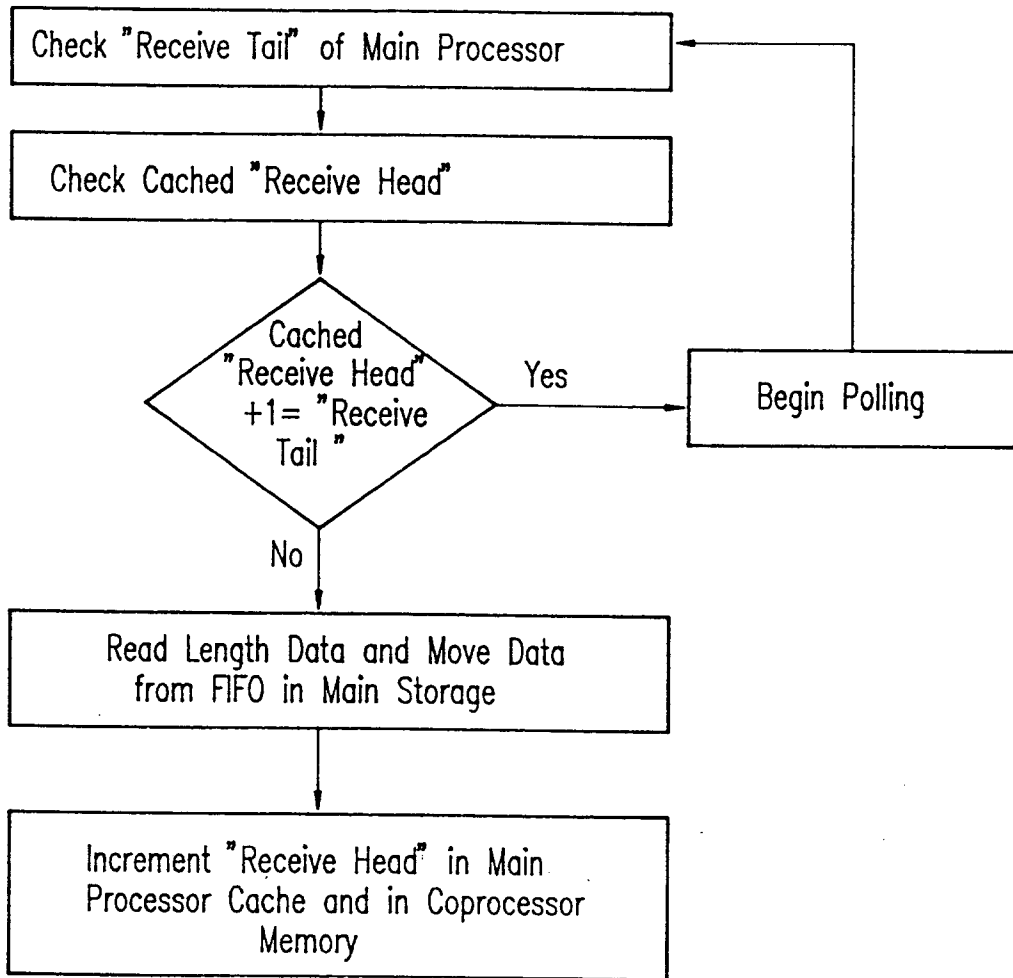 Check "Receive Tail" of Main Processor
Check Cached "Receive Head"
Cached
"Receive Head"
+1= "Receive
Tail "
Yes
Begin Polling
No
Read Length Data and Move Data
from FIFO in Main Storage
Increment "Receive Head" in Main
Processor Cache and in Coprocessor
Memory